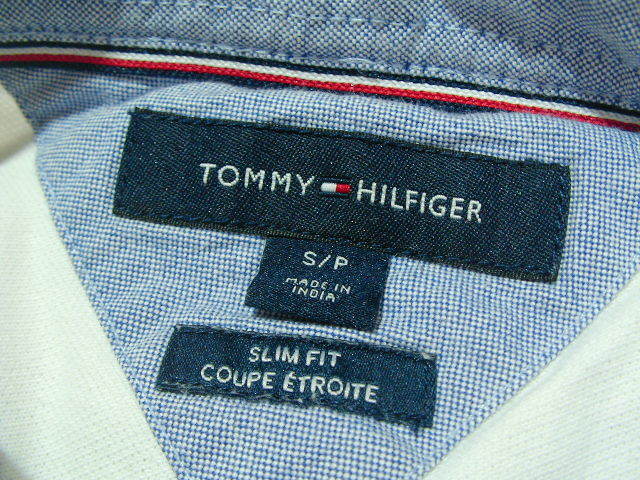 TOMMY HILFIGER
S/P
MADE IN
INDIA
SLIM FIT
COUPE ÉTROITE